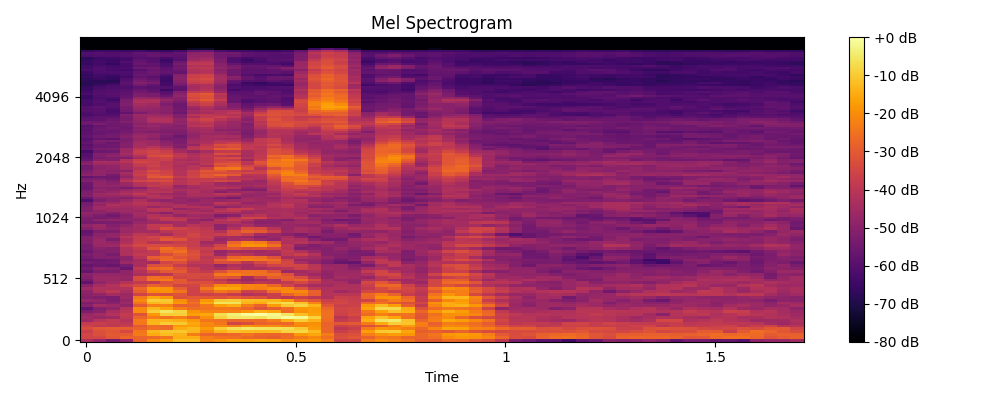 Mel Spectrogram
+0 dB
-10 dB
-20 dB
-30 dB
-40 dB
-50 dB
-60 dB
-70 dB
-80 dB
Hz
4096
2048
1024
512
0
0 0.5 1 1.5
Time